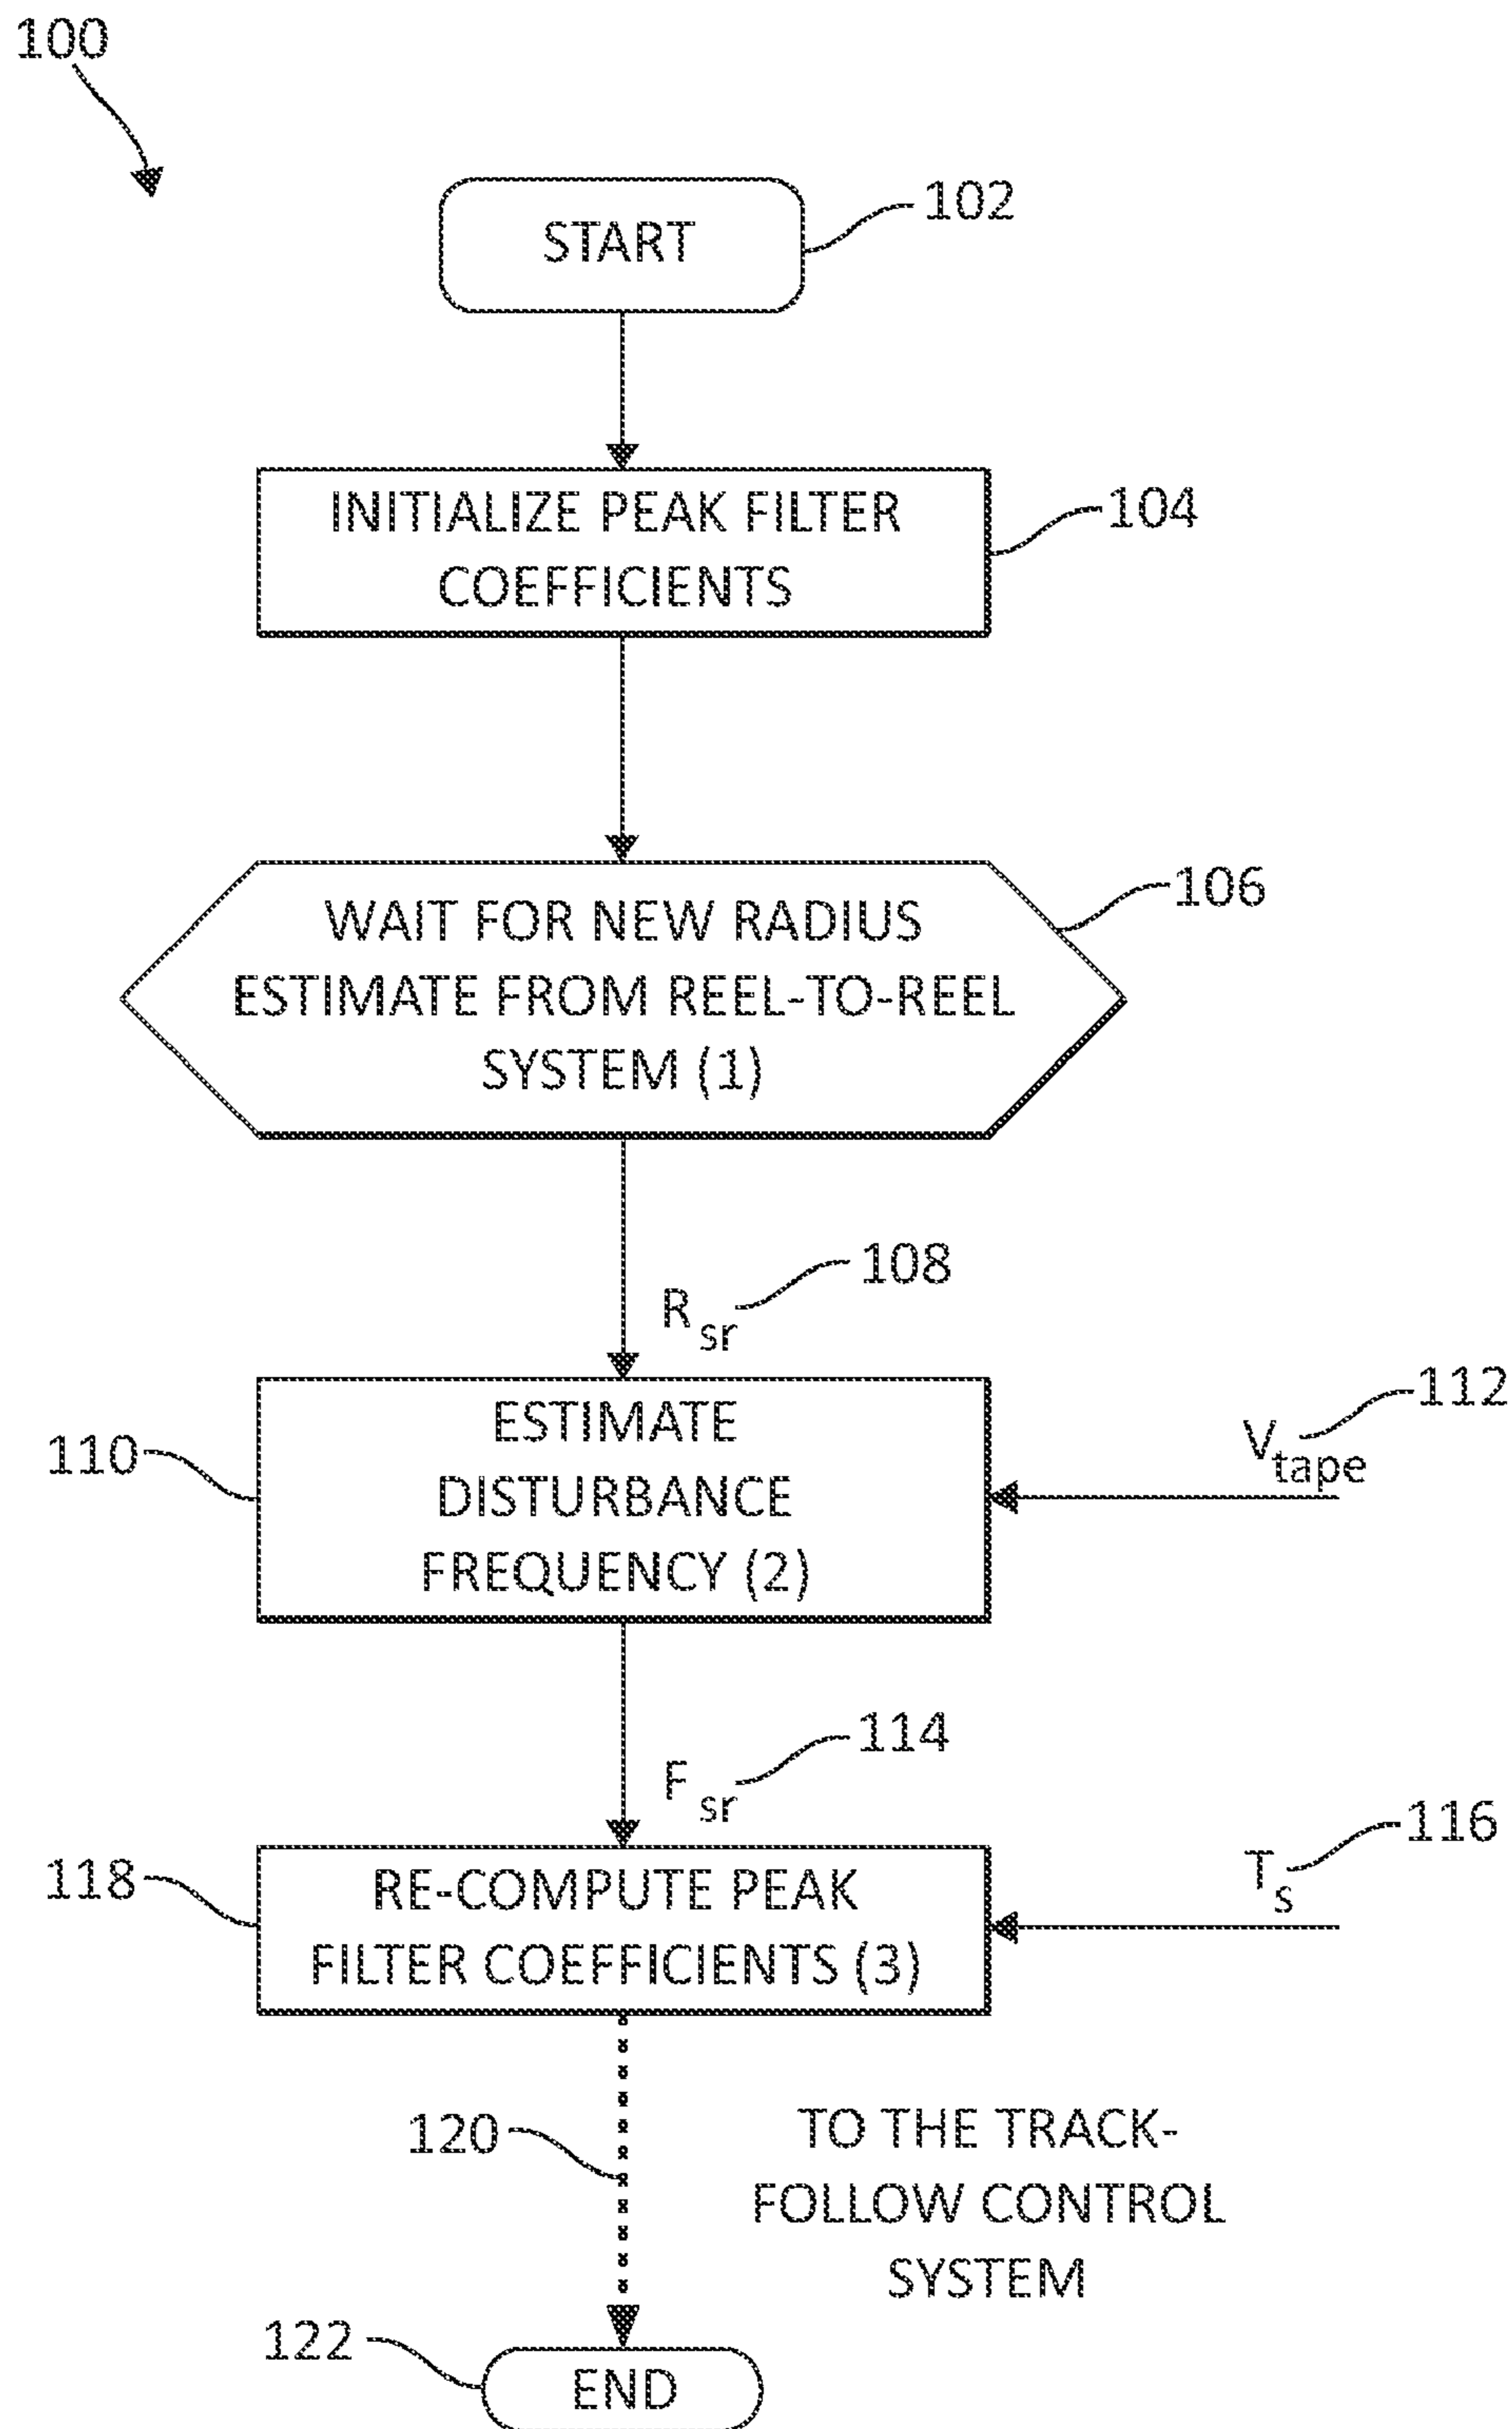 100
START
102
INITIALIZE PEAK FILTER
COEFFICIENTS
104
WAIT FOR NEW RADIUS
ESTIMATE FROM REEL-TO-REEL
SYSTEM (1)
106
108
R sr
ESTIMATE
DISTURBANCE
FREQUENCY (2)
110
112
Vtape
114
F sr
116
Ts
118
RE-COMPUTE PEAK
FILTER COEFFICIENTS (3)
120
TO THE TRACK-
FOLLOW CONTROL
SYSTEM
122
END